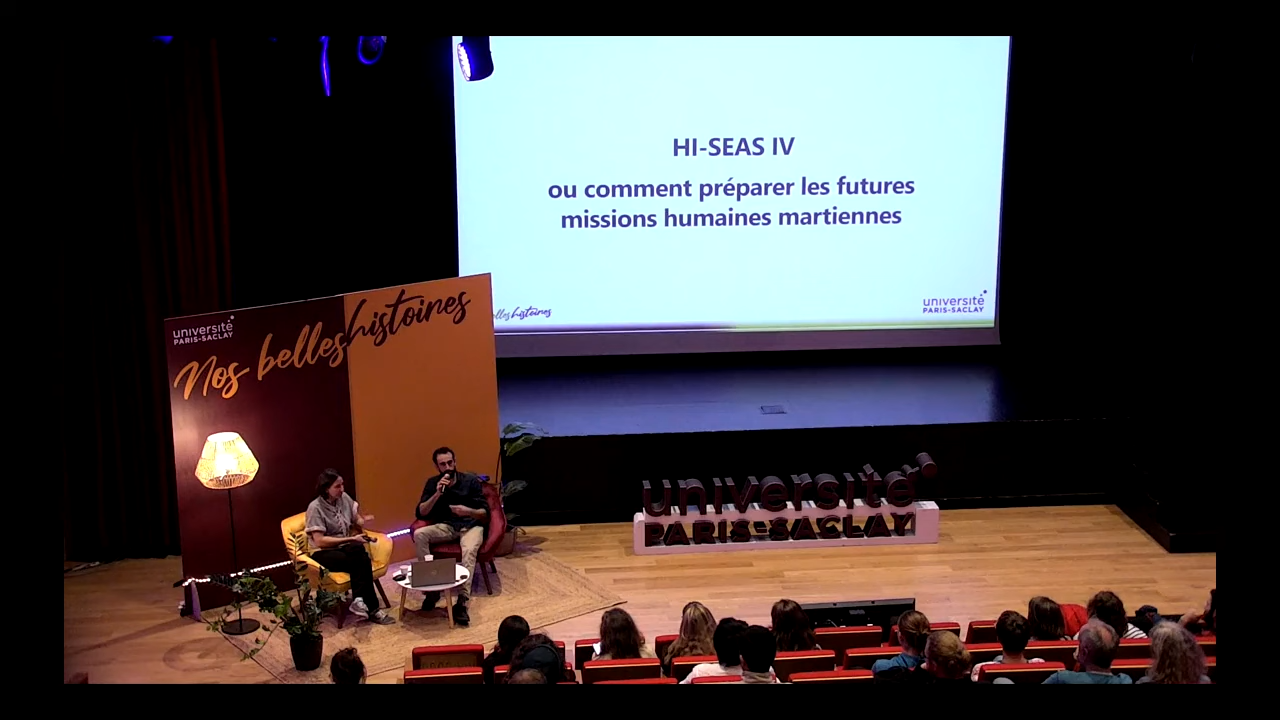 HI-SEAS IV
ou comment préparer les futures
missions humaines martiennes
histoires
université
PARIS-SACLAY
université
PARIS-SACLAY
Nos belles histoires
université
PARIS-SACLAY